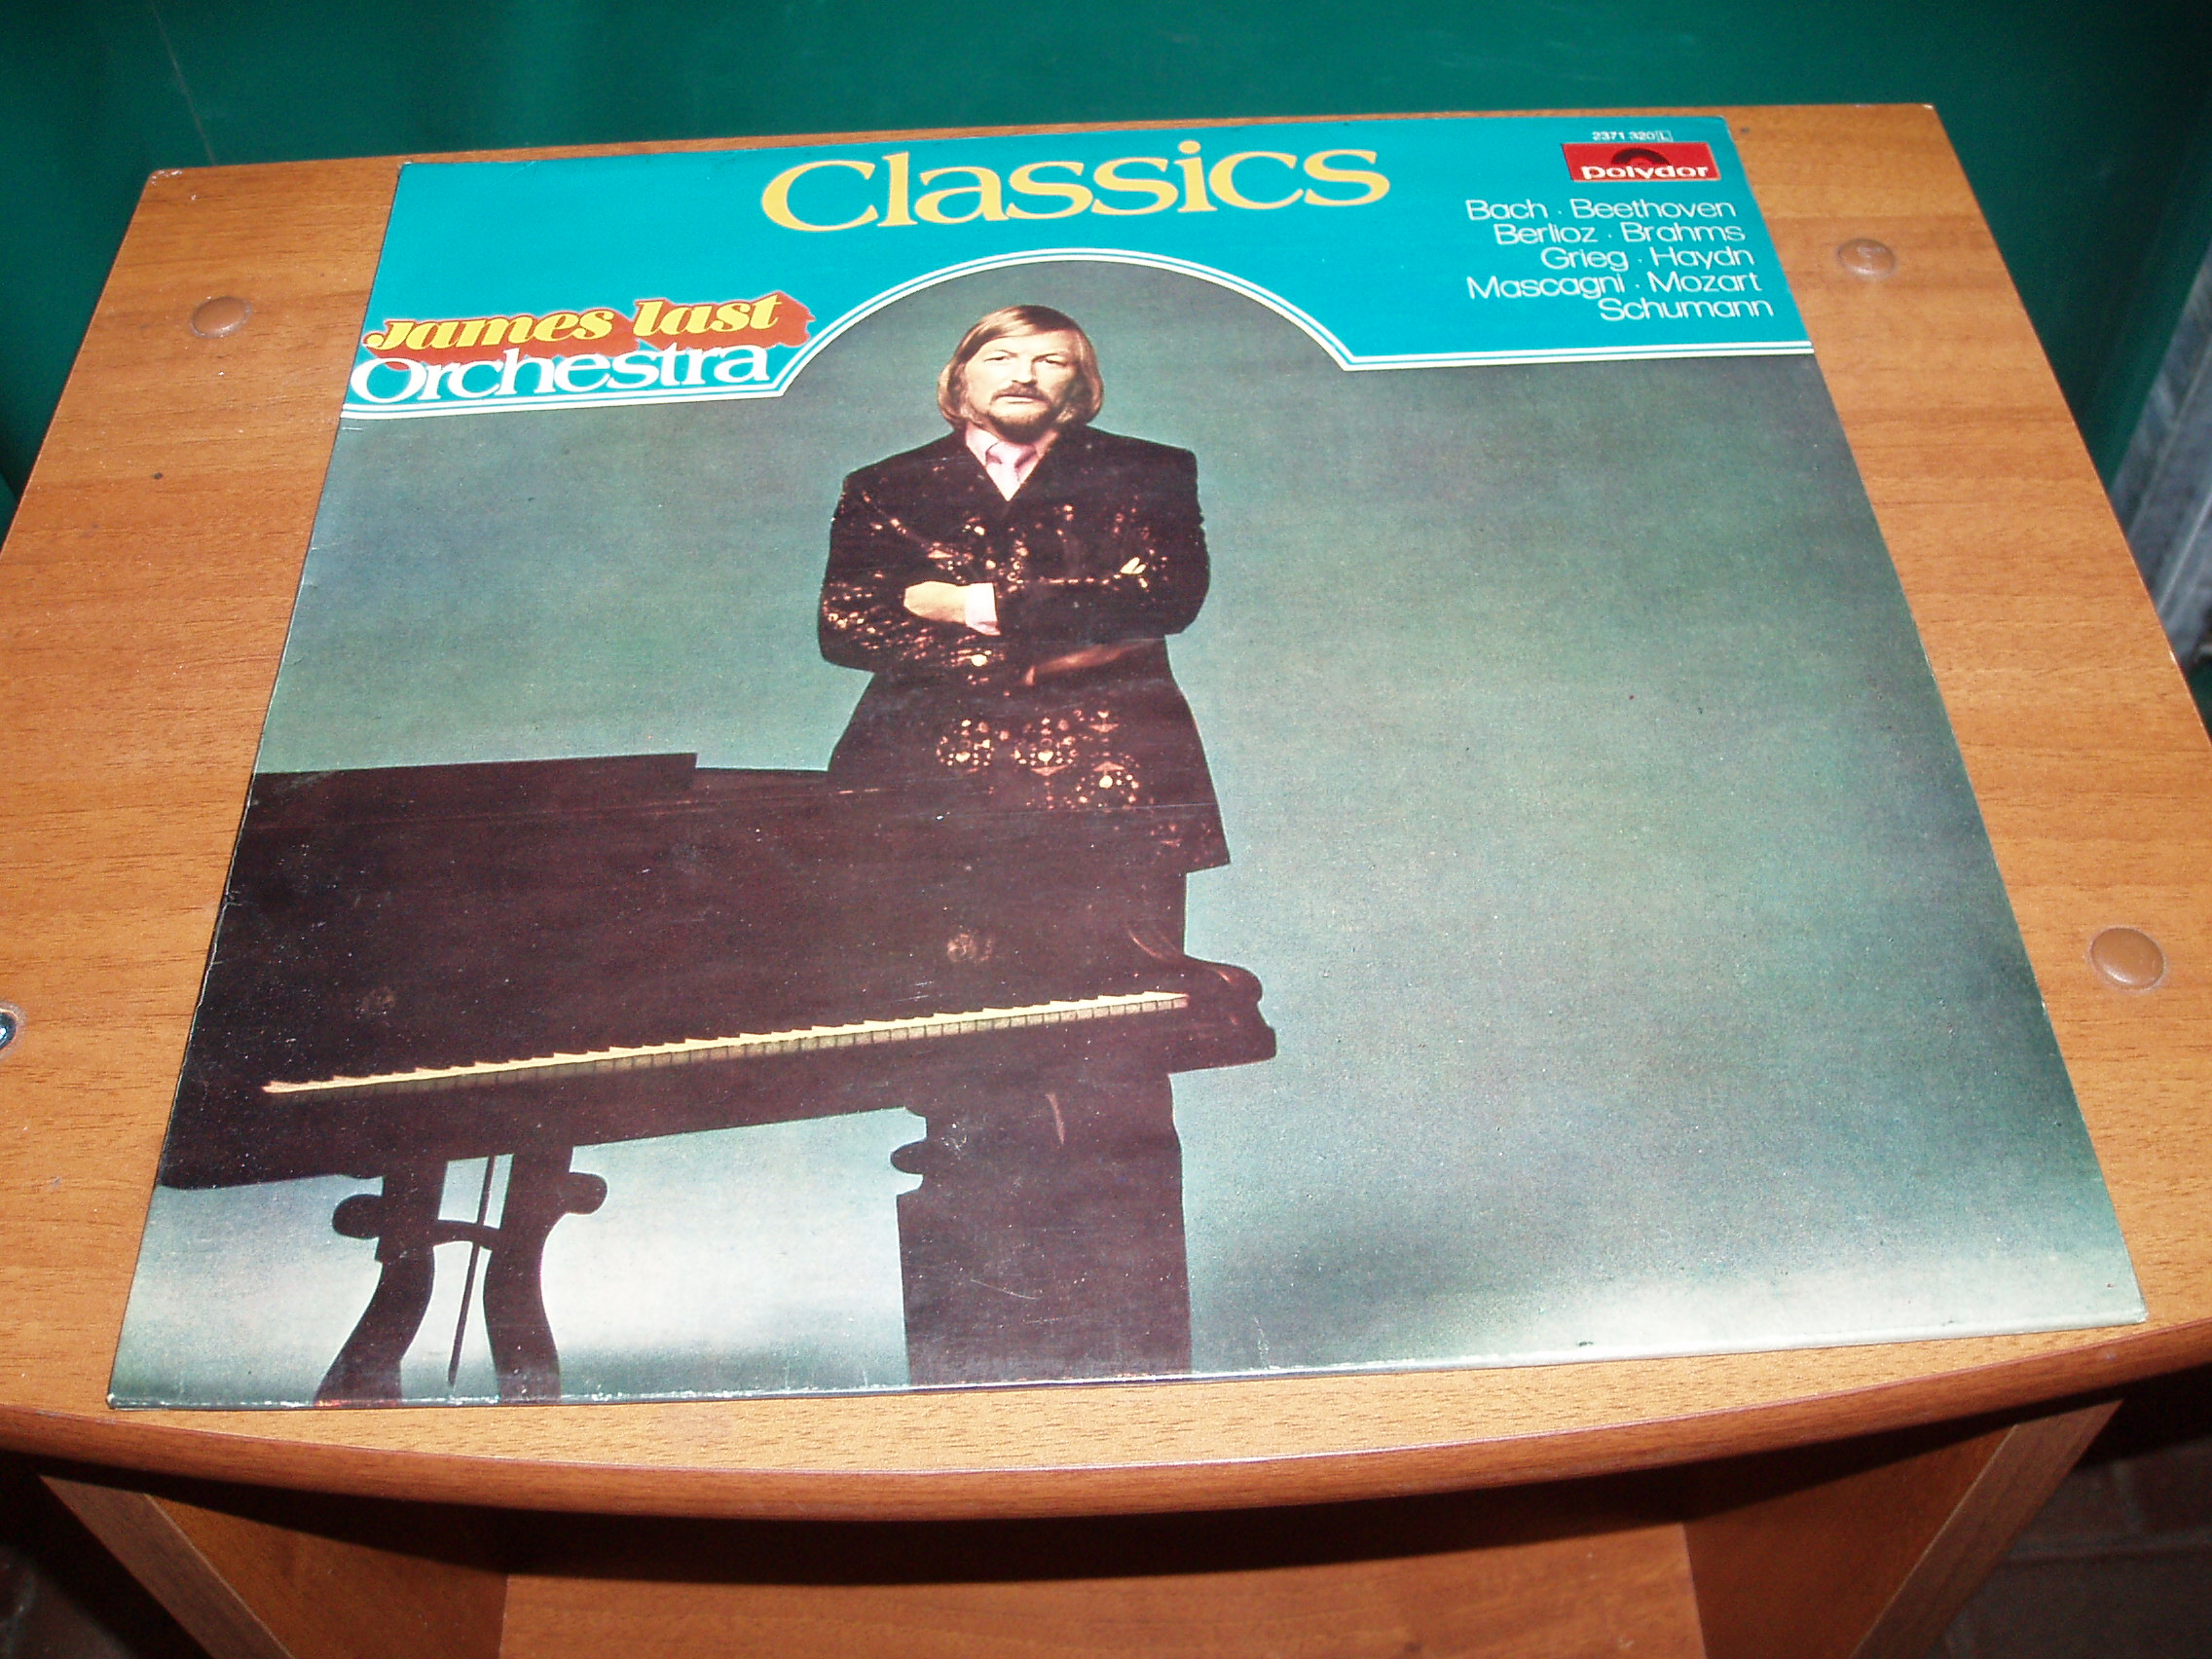 Classics
2371 320 L
polydor
Bach · Beethoven
Berlioz · Brahms
Grieg · Haydn
Mascagni · Mozart
Schumann
James last
Orchestra